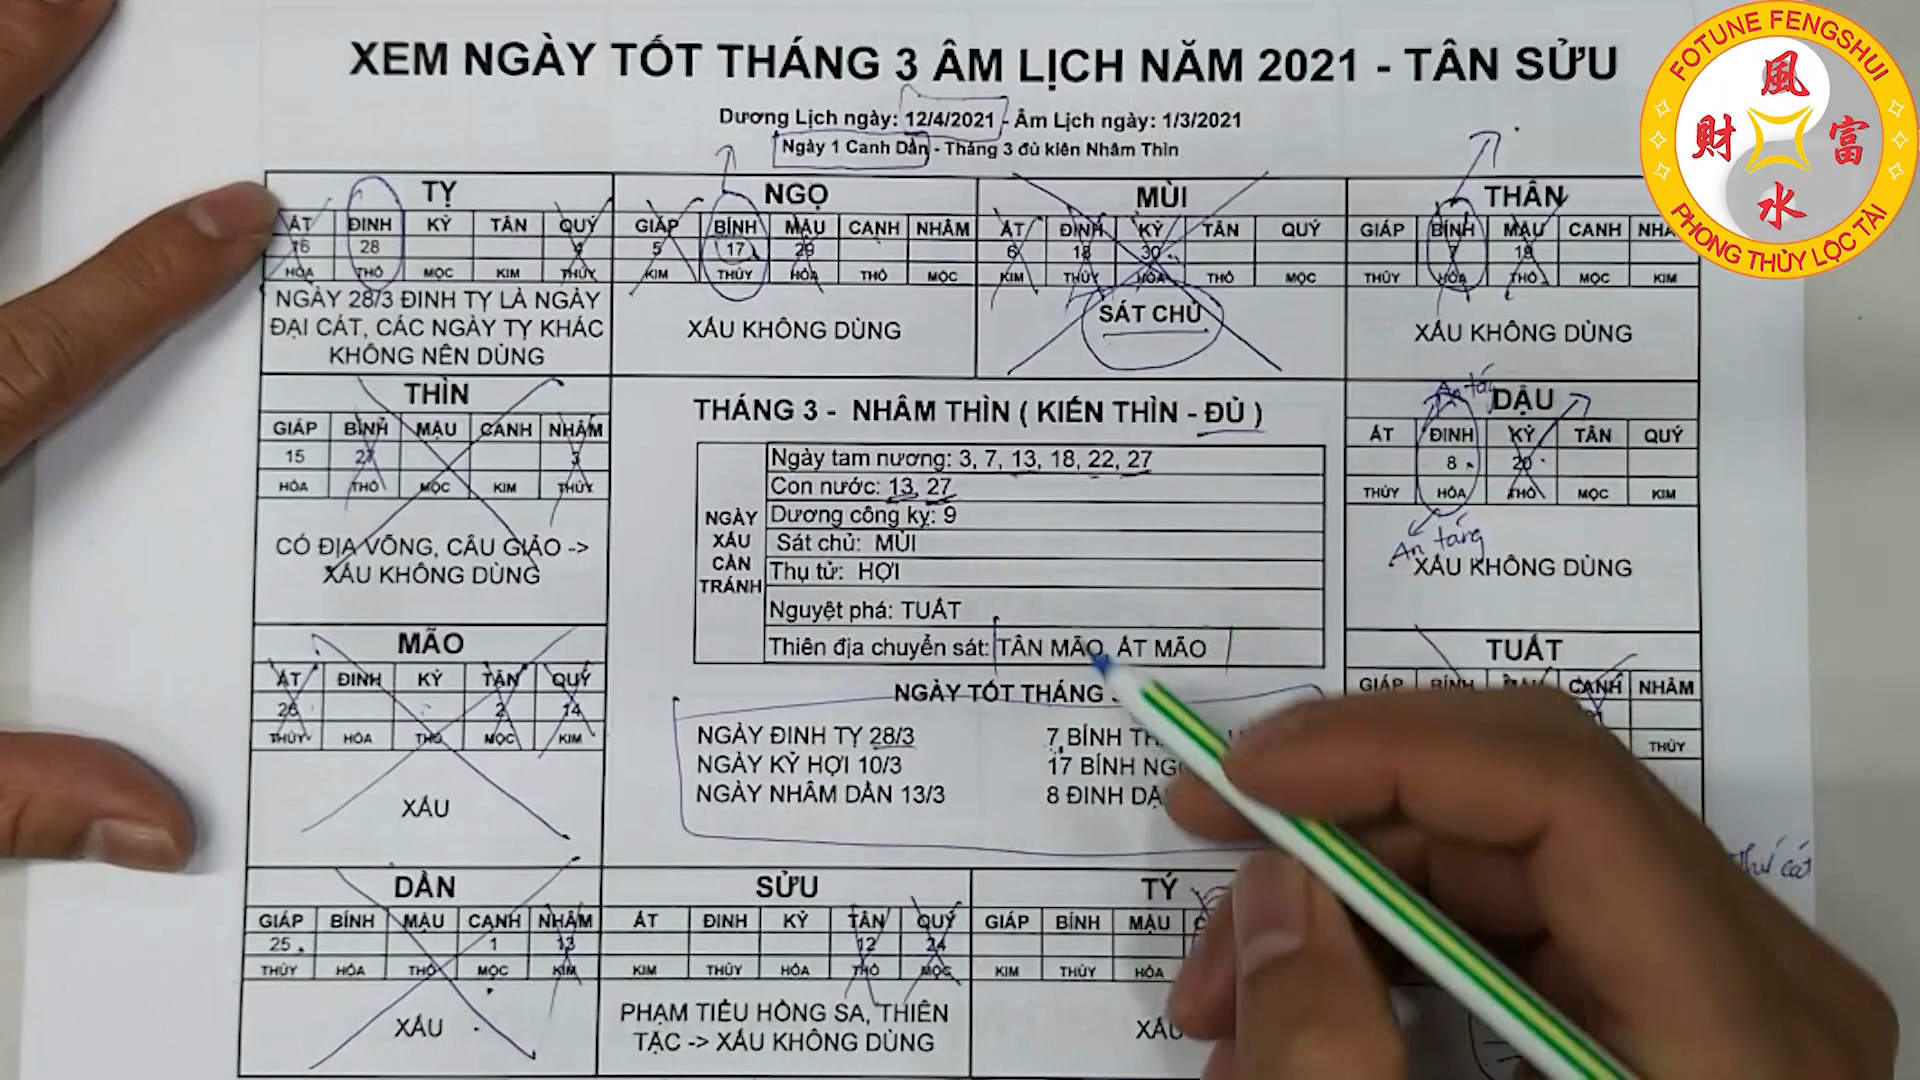 XEM NGÀY TỐT THÁNG 3 ÂM LỊCH NĂM 2021 - TÂN SỬU
Dương Lịch ngày: 12/4/2021 - Âm Lịch ngày: 1/3/2021
Ngày 1 Canh Dần - Tháng 3 đủ kiến Nhâm Thìn
FOTUNE FENGSHUI
風
財 富
水
PHONG THỦY LỘC TÀI
TỴ
ẤT ĐINH KỶ TÂN QUÝ
16 28 4
HỎA THỔ MỘC KIM THỦY
NGÀY 28/3 ĐINH TỴ LÀ NGÀY
ĐẠI CÁT, CÁC NGÀY TỴ KHÁC
KHÔNG NÊN DÙNG
NGỌ
GIÁP BÍNH MẬU CANH NHÂM
5 17 29
KIM THỦY HỎA THỔ MỘC
XẤU KHÔNG DÙNG
MÙI
ẤT ĐINH KỶ TÂN QUÝ
6 18 30
KIM THỦY HỎA THỔ MỘC
SÁT CHỦ
THÂN
GIÁP BÍNH MẬU CANH
7 19
THỦY HỎA THỔ MỘC KIM
XẤU KHÔNG DÙNG
THÌN
GIÁP BÍNH MẬU CANH NHÂM
15 27 3
HỎA THỔ MỘC KIM THỦY
CÓ ĐỊA VÕNG, CÂU GIẢO ->
XẤU KHÔNG DÙNG
THÁNG 3 - NHÂM THÌN ( KIẾN THÌN - ĐỦ )
NGÀY
XẤU
CẦN
TRÁNH
Ngày tam nương: 3, 7, 13, 18, 22, 27
Con nước: 13, 27
Dương công kỵ: 9
Sát chủ: MÙI
Thụ tử: HỢI
Nguyệt phá: TUẤT
Thiên địa chuyển sát: TÂN MÃO, ẤT MÃO
An táng
DẬU
ẤT ĐINH KỶ TÂN QUÝ
8 20
THỦY HỎA THỔ MỘC KIM
An táng
XẤU KHÔNG DÙNG
MÃO
ẤT ĐINH KỶ TÂN QUÝ
26 2 14
THỦY HỎA THỔ MỘC KIM
XẤU
NGÀY TỐT THÁNG
NGÀY ĐINH TỴ 28/3
NGÀY KỶ HỢI 10/3
NGÀY NHÂM DẦN 13/3
7 BÍNH
17 BÍNH
8 ĐINH
TUẤT
GIÁP BÍNH MẬU CANH NHÂM
THỦY
DẦN
GIÁP BÍNH MẬU CANH NHÂM
25 1 13
THỦY HỎA THỔ MỘC KIM
XẤU
SỬU
ẤT ĐINH KỶ TÂN QUÝ
12 24
KIM THỦY HỎA THỔ MỘC
PHẠM TIỂU HỒNG SA, THIÊN
TẶC -> XẤU KHÔNG DÙNG
TÝ
GIÁP BÍNH MẬU
KIM THỦY HỎA